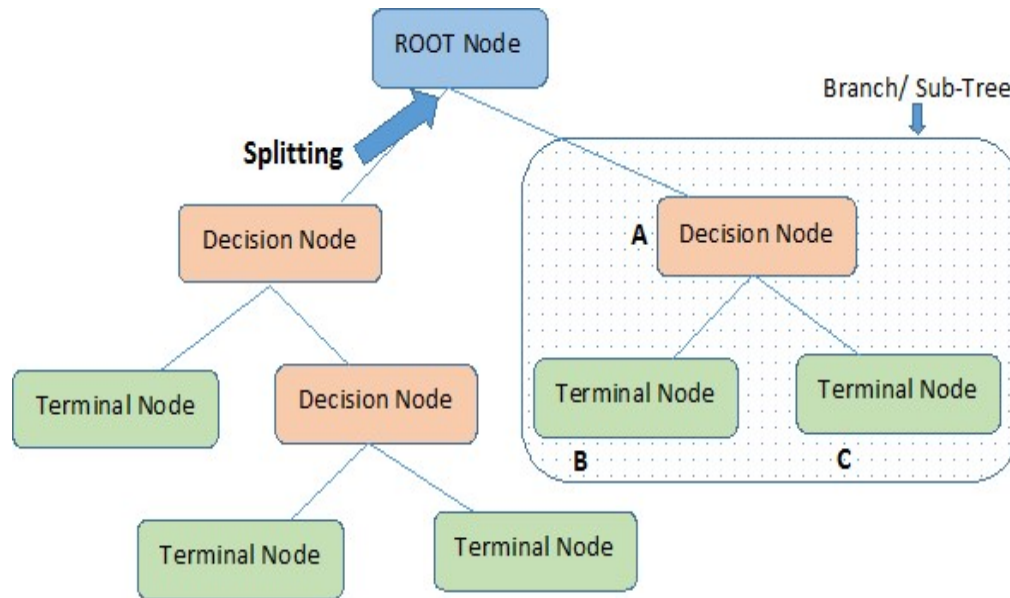 ROOT Node
Branch/ Sub-Tree
Splitting
Decision Node
A
Decision Node
Terminal Node
Decision Node
Terminal Node
Terminal Node
B
C
Terminal Node
Terminal Node